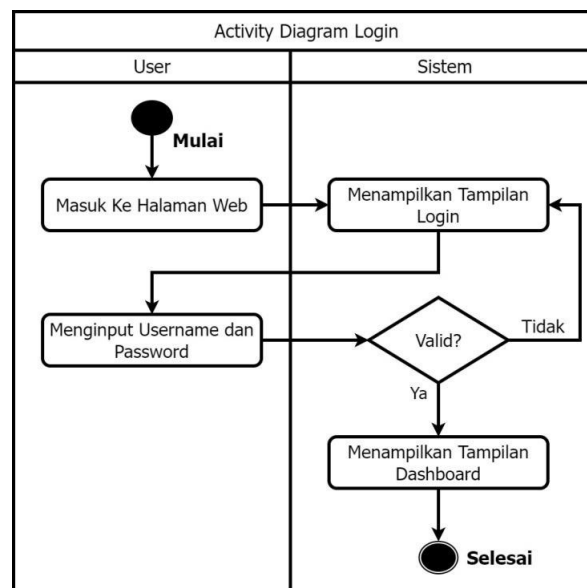 Activity Diagram Login
User
Sistem
Mulai
Masuk Ke Halaman Web
Menampilkan Tampilan
Login
Menginput Username dan
Password
Valid?
Tidak
Ya
Menampilkan Tampilan
Dashboard
Selesai